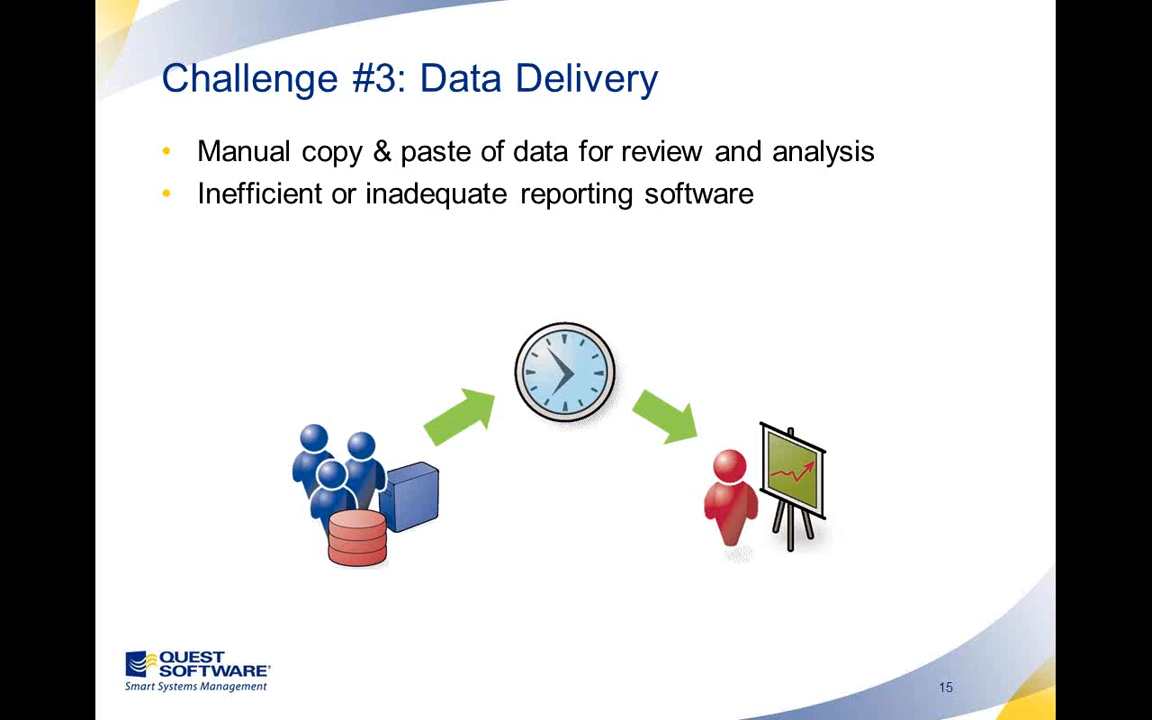 Challenge #3: Data Delivery
• Manual copy & paste of data for review and analysis
• Inefficient or inadequate reporting software
QUEST
SOFTWARE®
Smart Systems Management
15